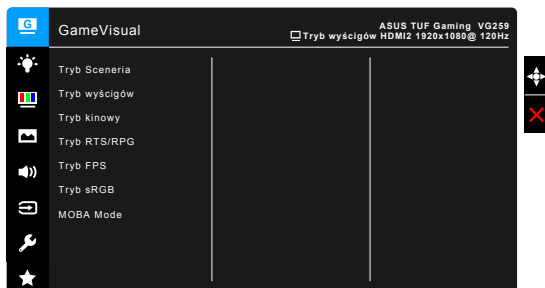 G
GameVisual
ASUS TUF Gaming VG259
Tryb wyścigów HDMI2 1920x1080@ 120Hz
Tryb Sceneria
Tryb wyścigów
Tryb kinowy
Tryb RTS/RPG
Tryb FPS
Tryb sRGB
MOBA Mode